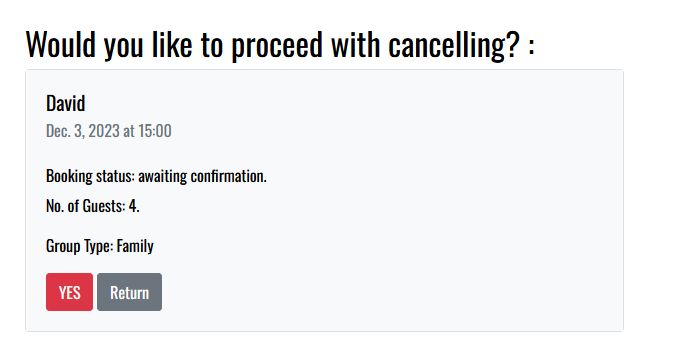 Would you like to proceed with cancelling? :
David
Dec. 3, 2023 at 15:00
Booking status: awaiting confirmation.
No. of Guests: 4.
Group Type: Family
YES Return